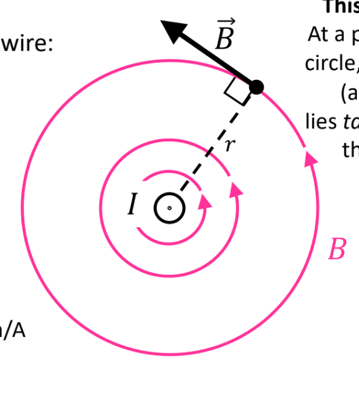 This
wire:
B⃗
At a p
circle,
(a
lies ta
th
r
I
B
n/A